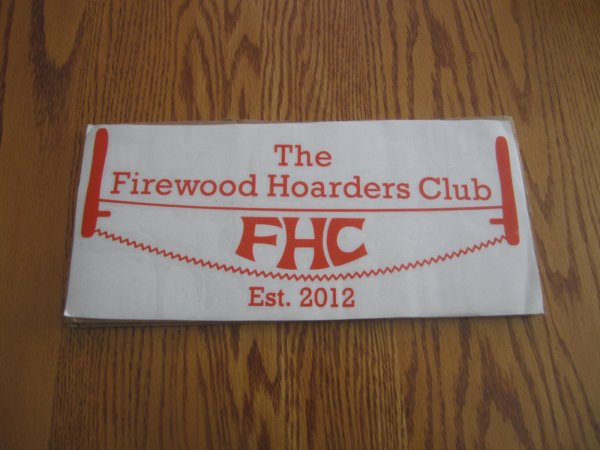 The
Firewood Hoarders Club
FHC
Est. 2012